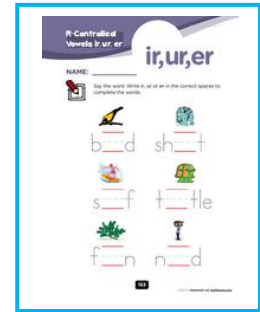 R-Controlled
Vowels ir, ur, er
ir,ur,er
NAME:
Say the word. Write ir, ur or er in the correct spaces to
complete the words.
b d sh t
s f t tle
f n n d
153